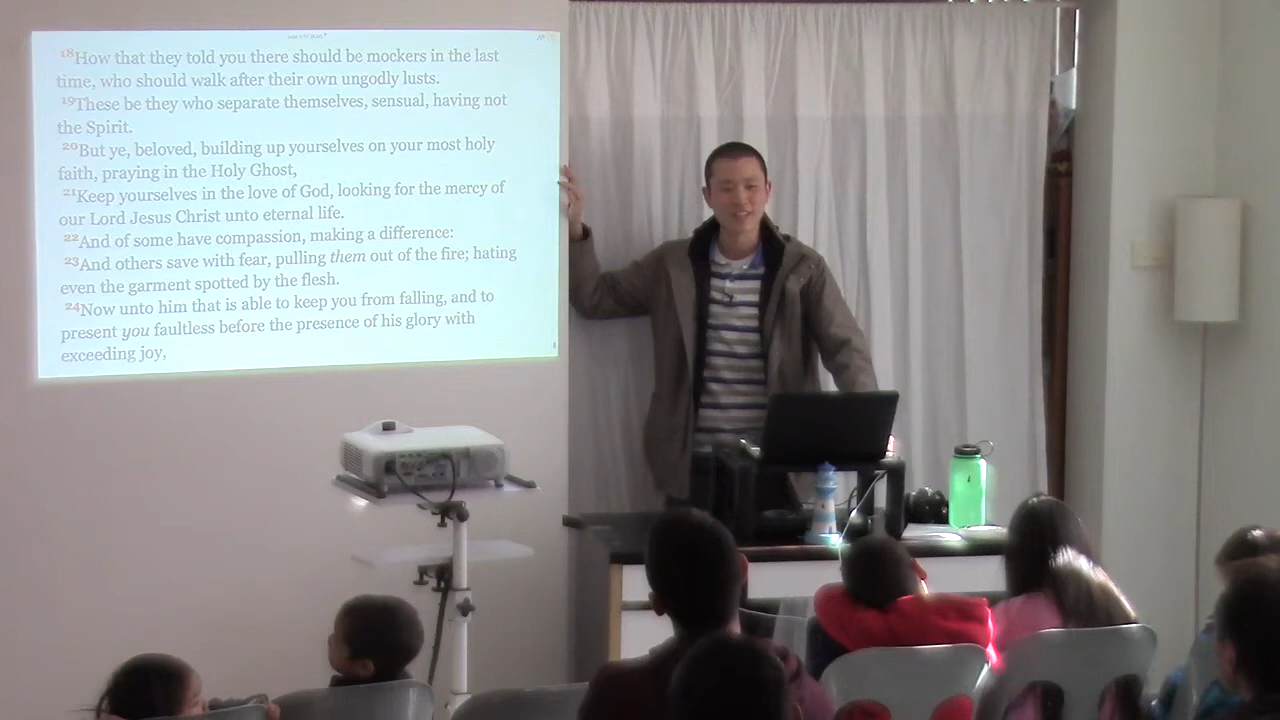 18How that they told you there should be mockers in the last
time, who should walk after their own ungodly lusts.
19These be they who separate themselves, sensual, having not
the Spirit.
20But ye, beloved, building up yourselves on your most holy
faith, praying in the Holy Ghost,
21Keep yourselves in the love of God, looking for the mercy of
our Lord Jesus Christ unto eternal life.
22And of some have compassion, making a difference:
23And others save with fear, pulling them out of the fire; hating
even the garment spotted by the flesh.
24Now unto him that is able to keep you from falling, and to
present you faultless before the presence of his glory with
exceeding joy,